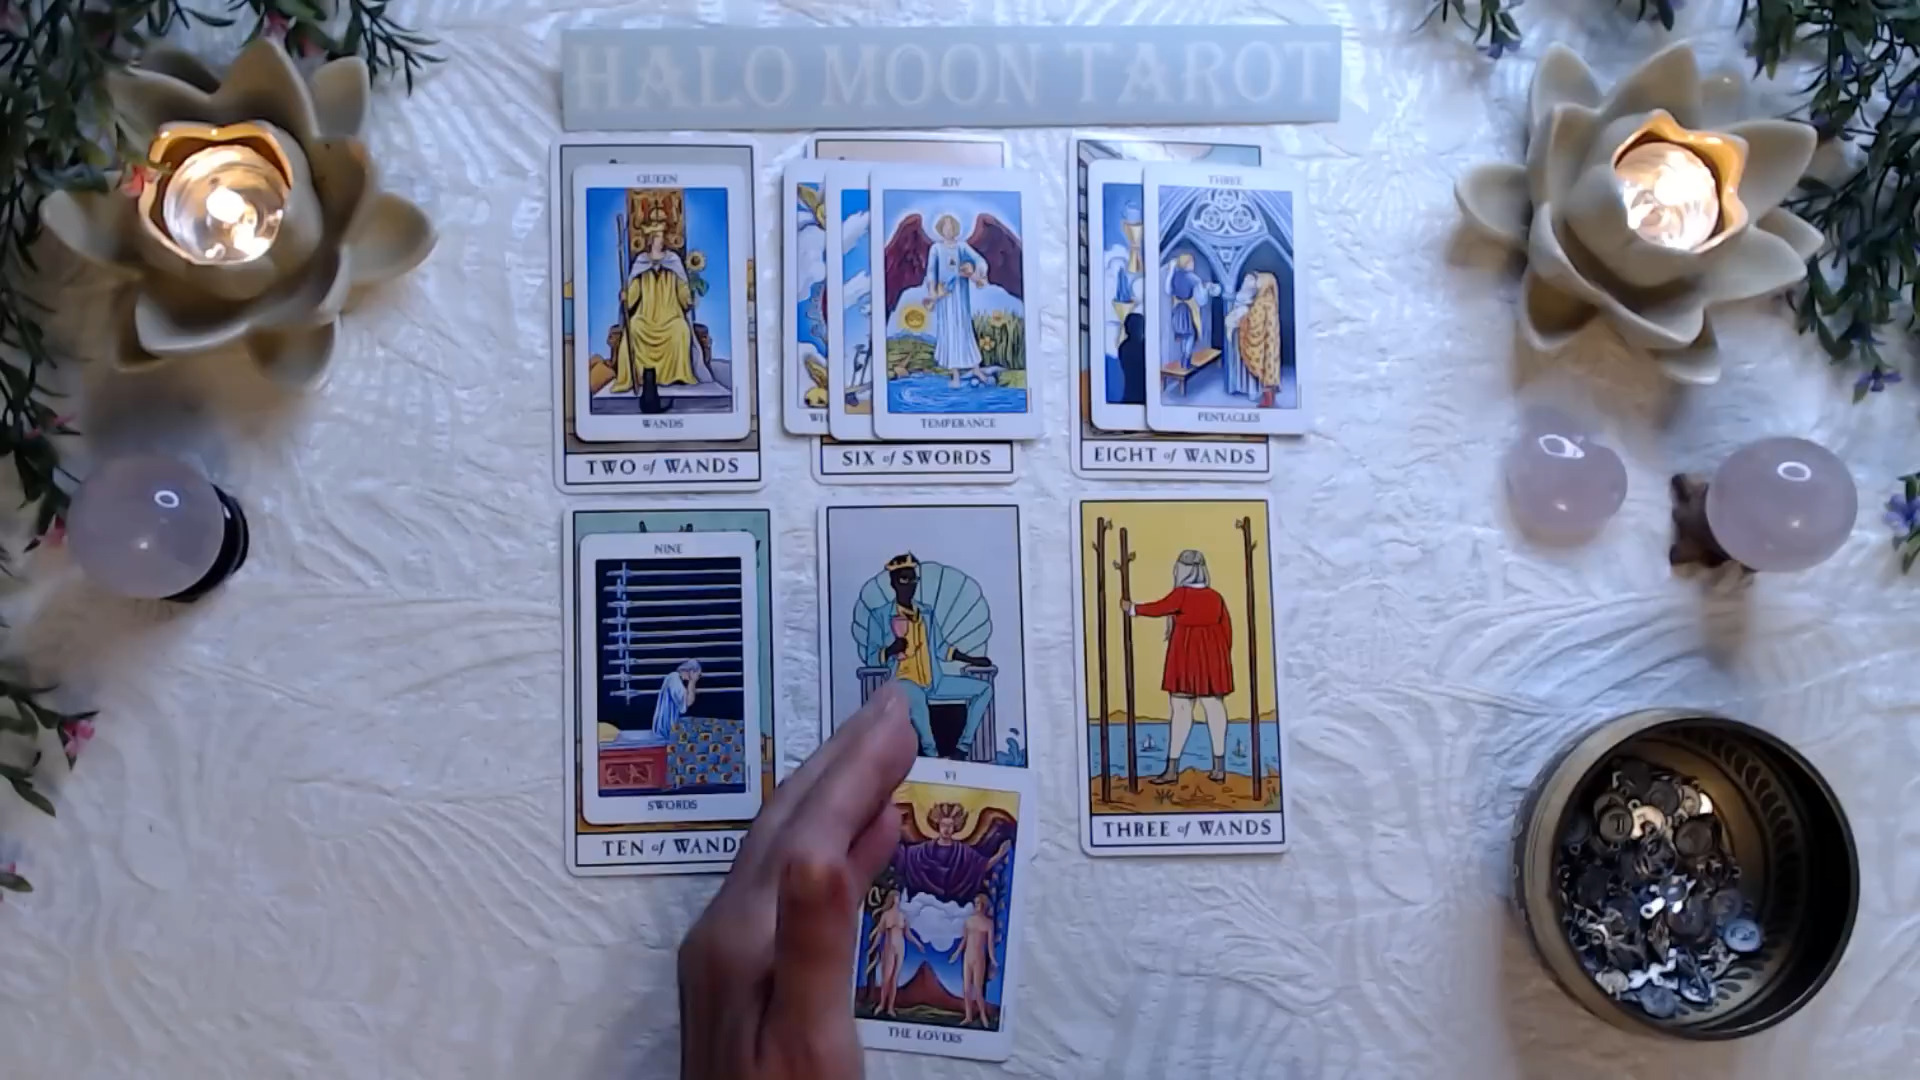 HALO MOON TAROT
QUEEN
WANDS
TWO of WANDS
XIV
TEMPERANCE
SIX of SWORDS
THREE
PENTACLES
EIGHT of WANDS
NINE
SWORDS
TEN of WANDS
VI
THE LOVERS
THREE of WANDS